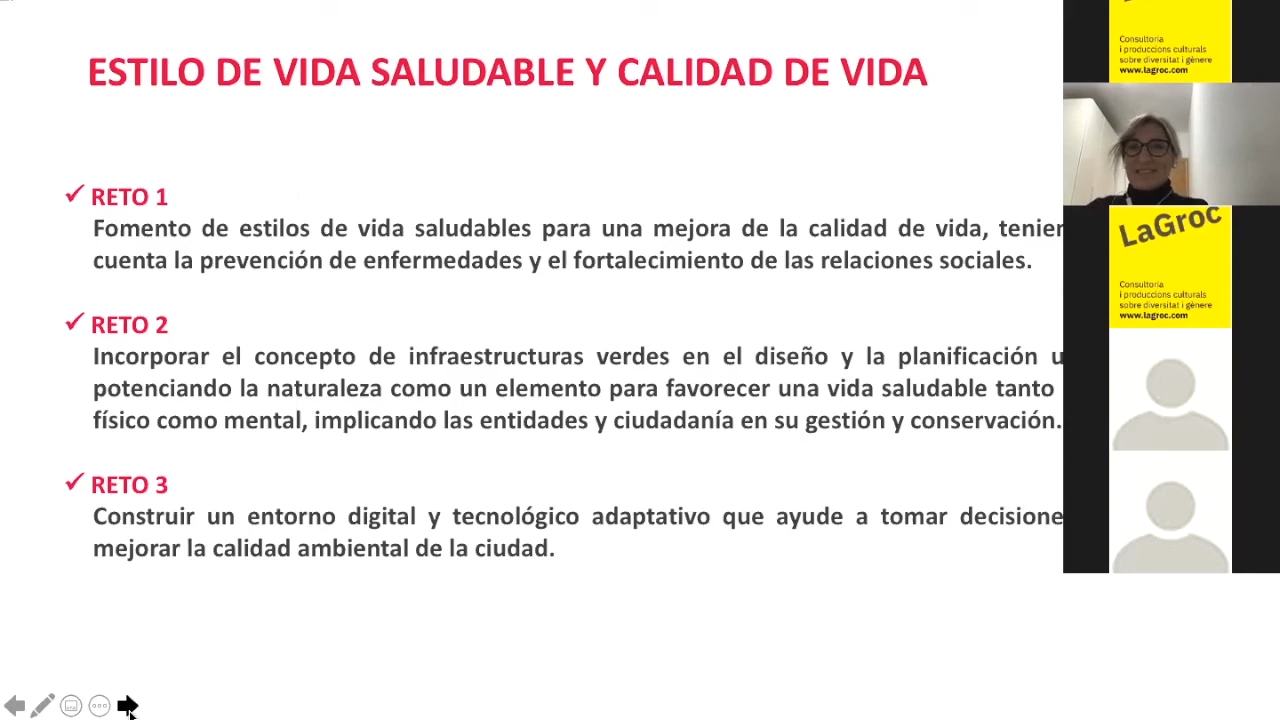 ESTILO DE VIDA SALUDABLE Y CALIDAD DE VIDA
RETO 1
Fomento de estilos de vida saludables para una mejora de la calidad de vida,
cuenta la prevención de enfermedades y el fortalecimiento de las relaciones sociales.
RETO 2
Incorporar el concepto de infraestructuras verdes en el diseño y la planificación
potenciando la naturaleza como un elemento para favorecer una vida saludable tanto
físico como mental, implicando las entidades y ciudadanía en su gestión y conservación.
RETO 3
Construir un entorno digital y tecnológico adaptativo que ayude a tomar
mejorar la calidad ambiental de la ciudad.
Consultoria
i produccions culturals
sobre diversitat i gènere
www.lagroc.com
LaGroc
Consultoria
i produccions culturals
sobre diversitat i gènere
www.lagroc.com